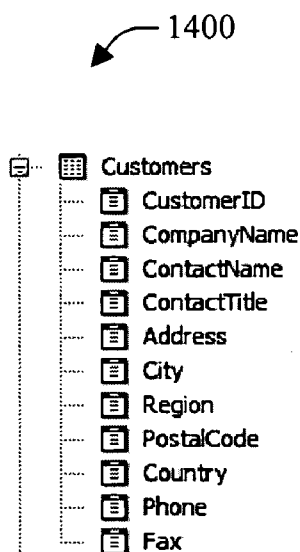 1400
Customers
CustomerID
CompanyName
ContactName
ContactTitle
Address
City
Region
PostalCode
Country
Phone
Fax